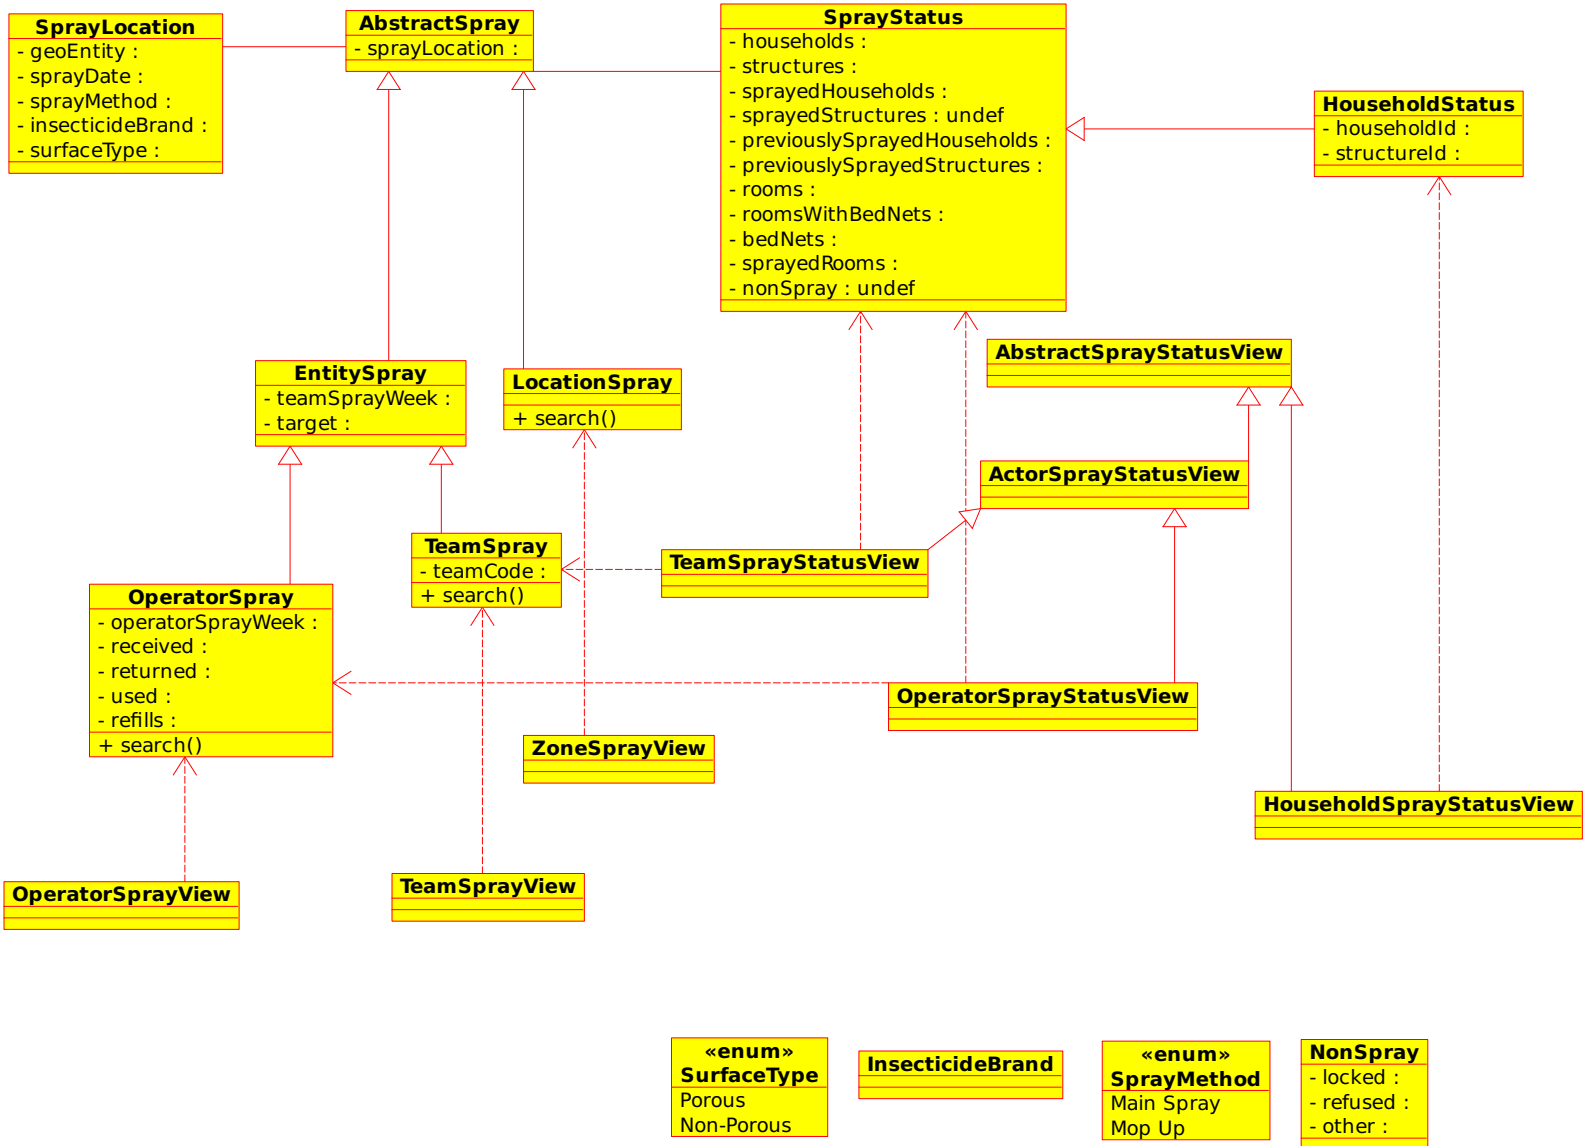 SprayLocation
- geoEntity :
- sprayDate :
- sprayMethod :
- insecticideBrand :
- surfaceType :
AbstractSpray
- sprayLocation :
SprayStatus
- households :
- structures :
- sprayedHouseholds :
- sprayedStructures : undef
- previouslySprayedHouseholds :
- previouslySprayedStructures :
- rooms :
- roomsWithBedNets :
- bedNets :
- sprayedRooms :
- nonSpray : undef
HouseholdStatus
- householdId :
- structureId :
AbstractSprayStatusView
EntitySpray
- teamSprayWeek :
- target :
LocationSpray
+ search()
ActorSprayStatusView
TeamSpray
- teamCode :
+ search()
TeamSprayStatusView
OperatorSpray
- operatorSprayWeek :
- received :
- returned :
- used :
- refills :
+ search()
OperatorSprayStatusView
ZoneSprayView
HouseholdSprayStatusView
OperatorSprayView
TeamSprayView
«enum»
SurfaceType
Porous
Non-Porous
InsecticideBrand
«enum»
SprayMethod
Main Spray
Mop Up
NonSpray
- locked :
- refused :
- other :